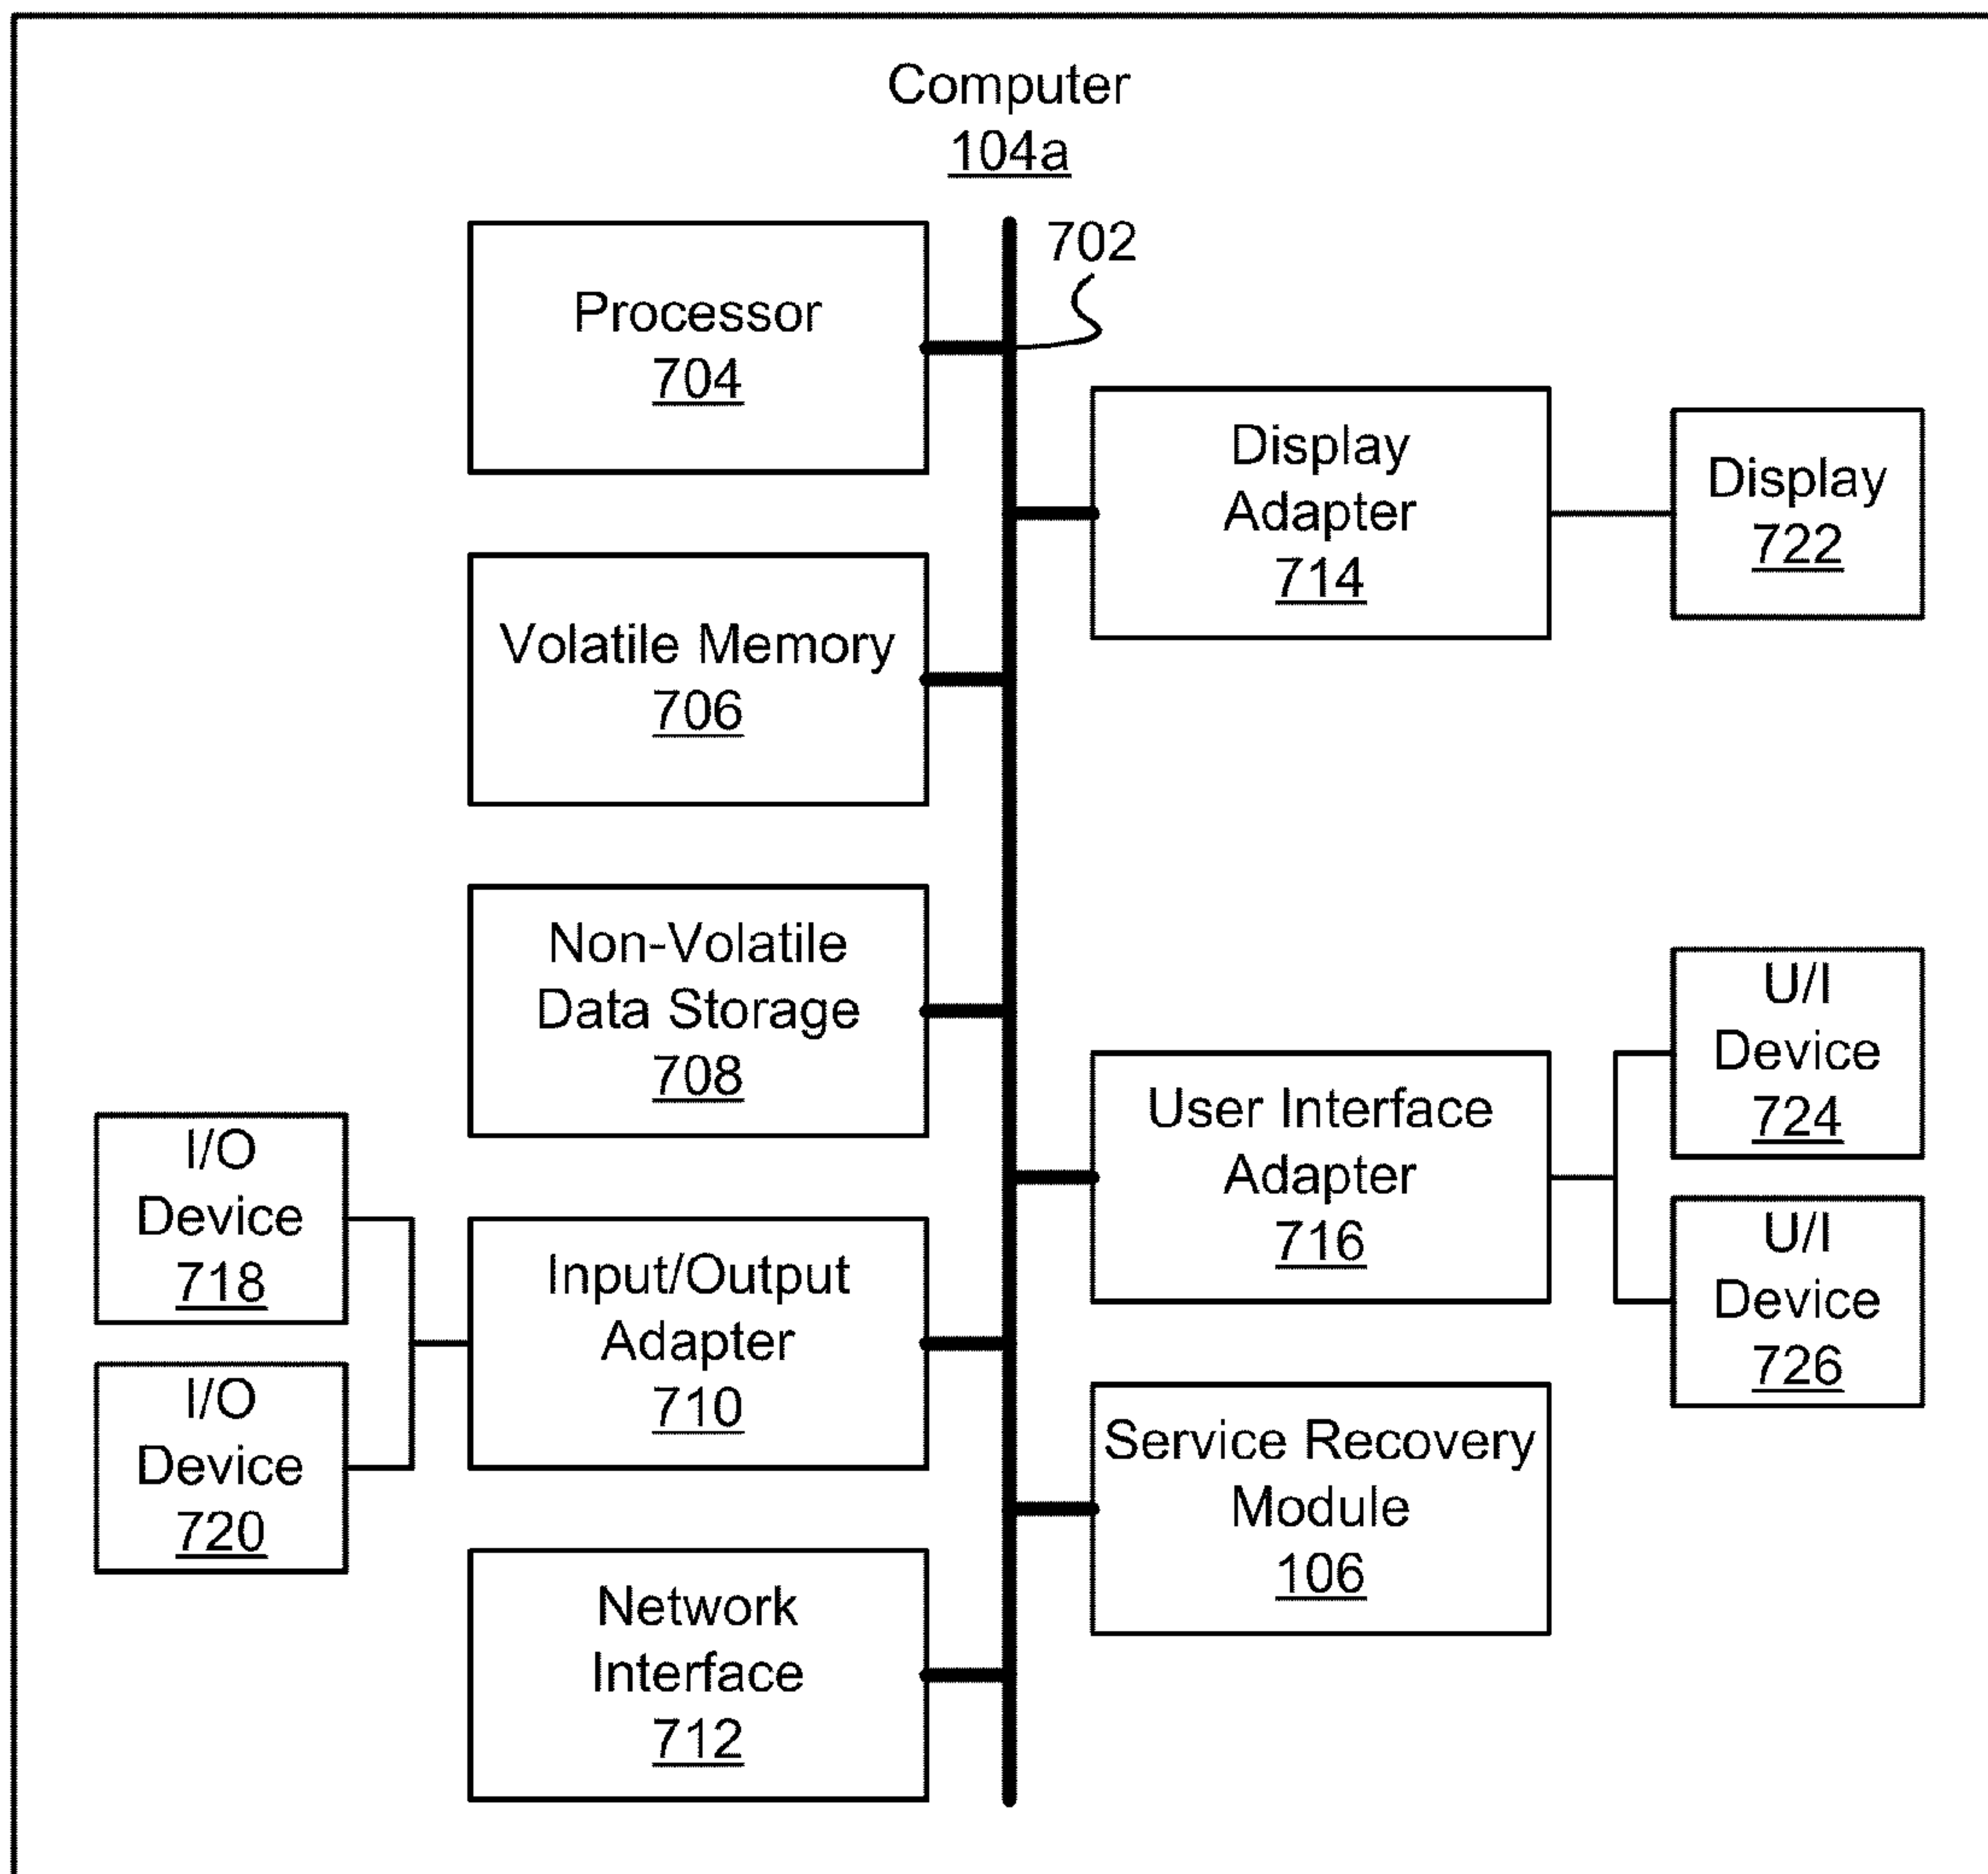 Computer
104a
702
Processor
704
Display
Adapter
714
Display
722
Volatile Memory
706
Non-Volatile
Data Storage
708
U/I
Device
724
User Interface
Adapter
716
I/O
Device
718
U/I
Device
726
Input/Output
Adapter
710
I/O
Device
720
Service Recovery
Module
106
Network
Interface
712